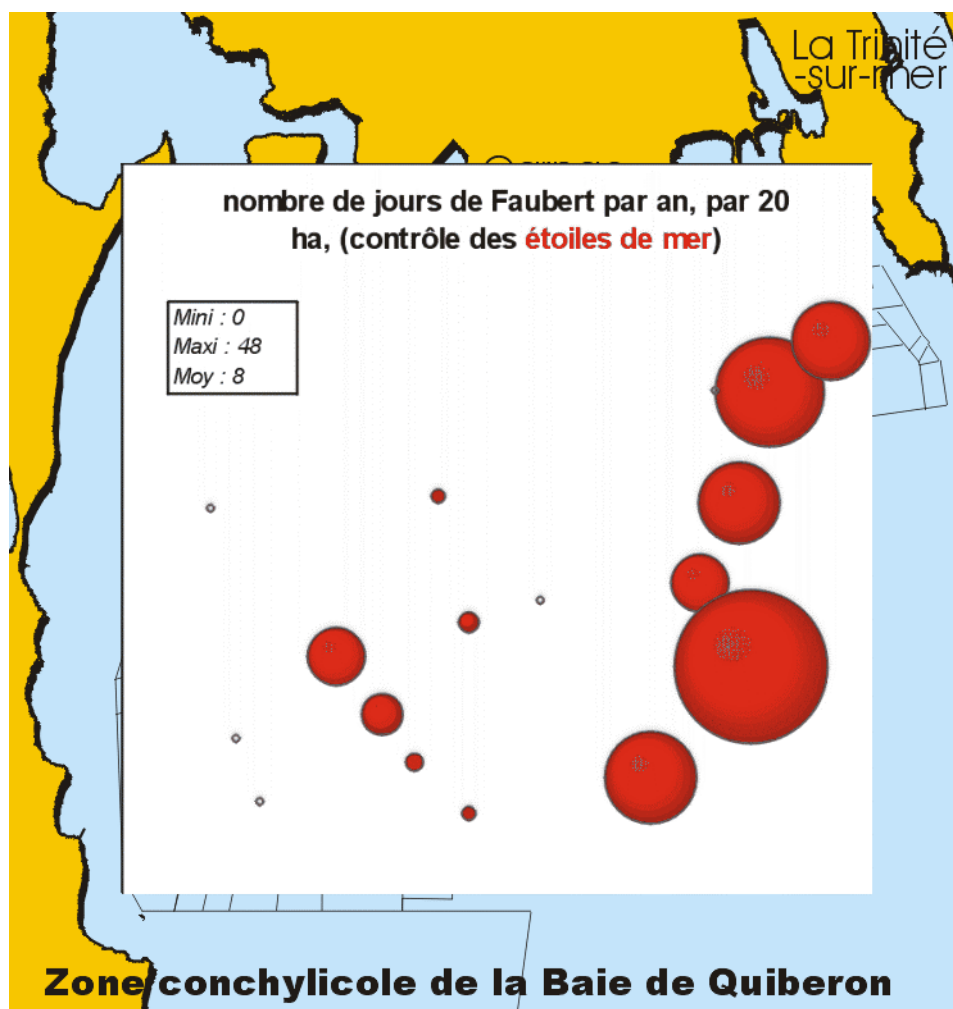 La Trinité
-sur-mer
nombre de jours de Faubert par an, par 20
ha, (contrôle des étoiles de mer)
Mini : 0
Maxi : 48
Moy : 8
Zone conchylicole de la Baie de Quiberon